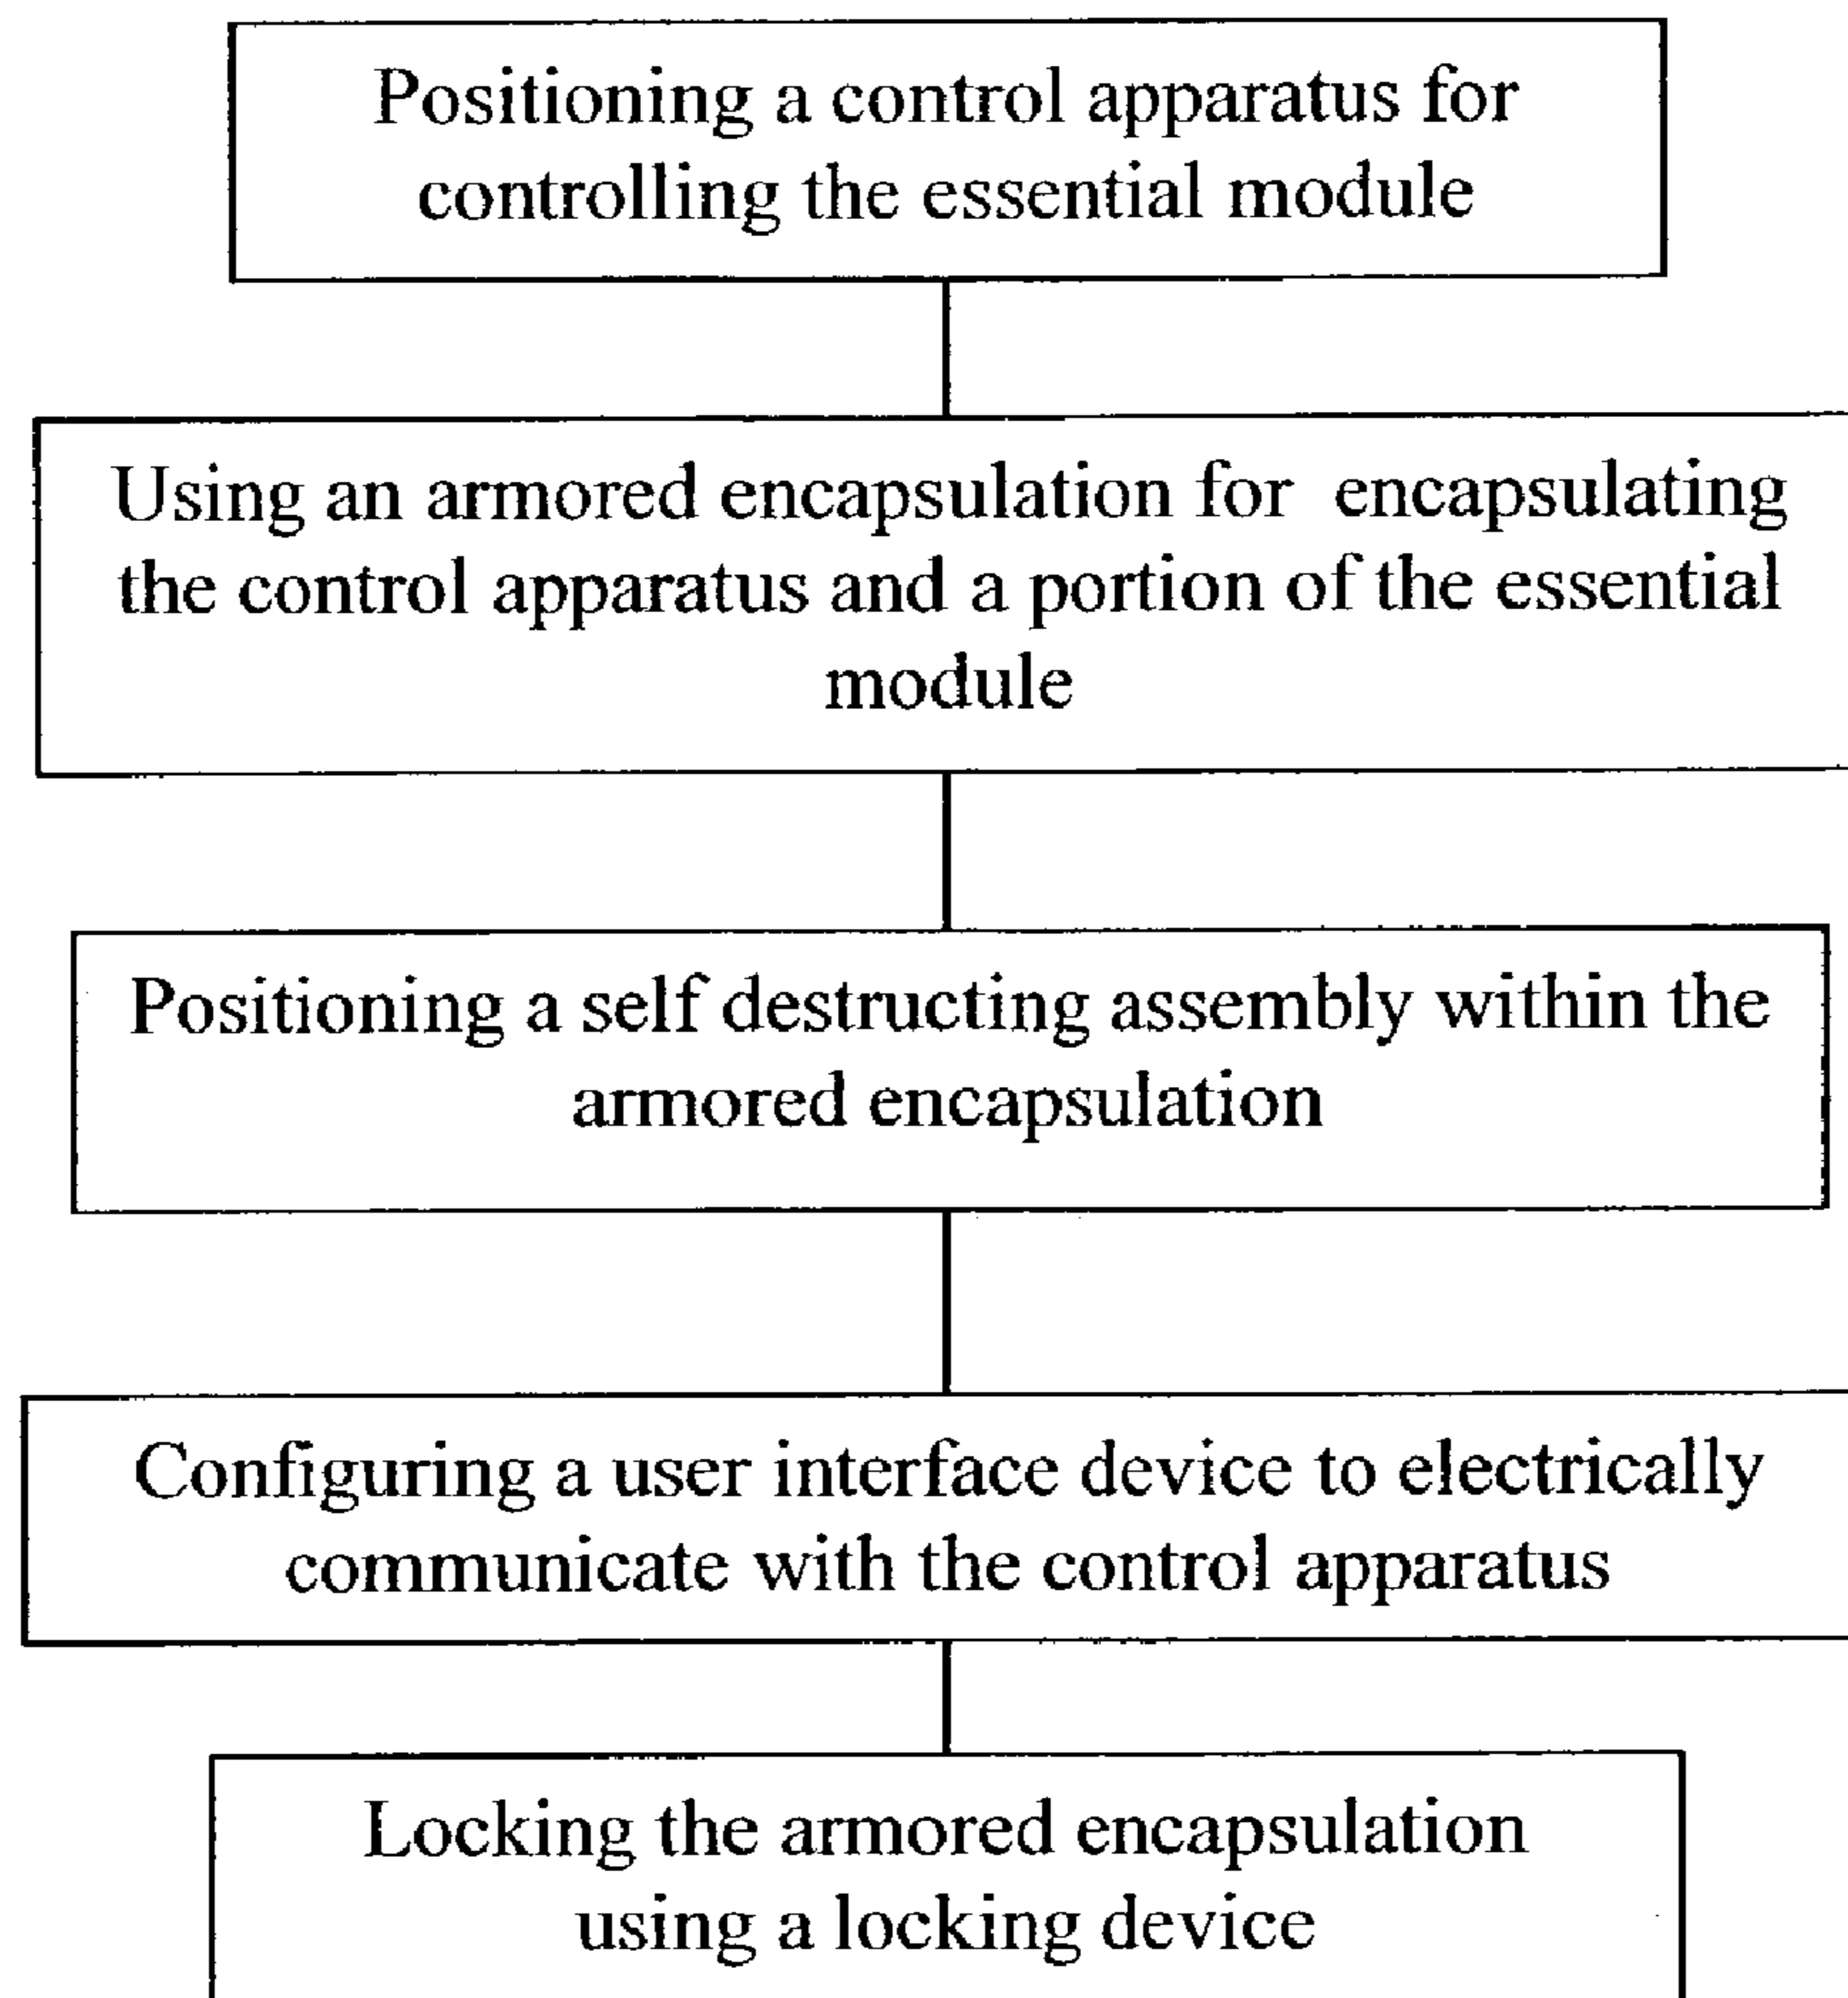 Positioning a control apparatus for
controlling the essential module
Using an armored encapsulation for encapsulating
the control apparatus and a portion of the essential
module
Positioning a self destructing assembly within the
armored encapsulation
Configuring a user interface device to electrically
communicate with the control apparatus
Locking the armored encapsulation
using a locking device